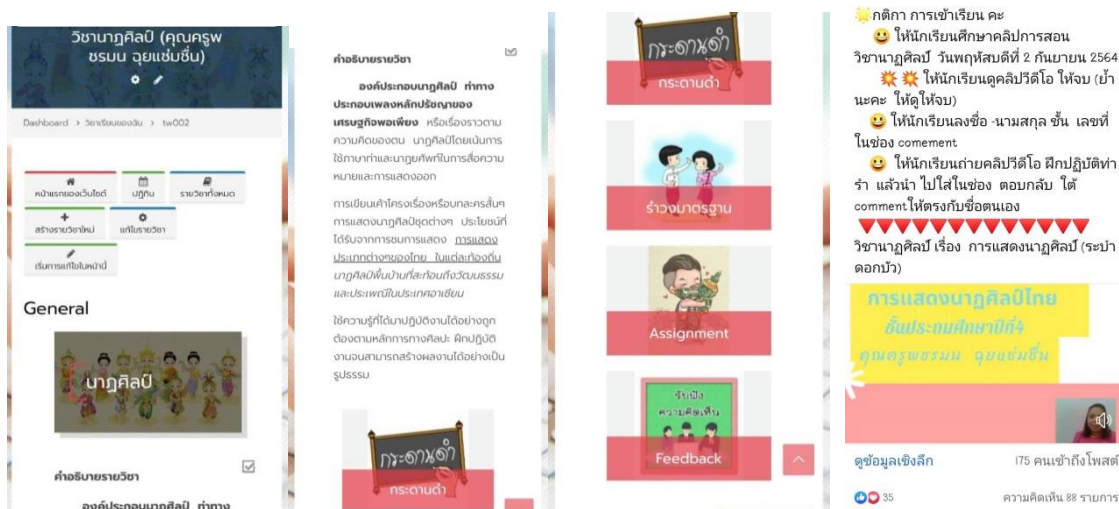 วิชานาฏศิลป์ (คุณครูพ
ชรมน ฉุยแช่มชื่น)
Dashboard > วิชาเรียนของฉัน > tw002
หน้าแรกของเว็บไซต์
ปฏิทิน
รายวิชาทั้งหมด
สร้างรายวิชาใหม่
แก้ไขรายวิชา
เริ่มการแก้ไขในหน้านี้
General
นาฏศิลป์
คำอธิบายรายวิชา
องค์ประกอบนาฏศิลป์ ท่าทาง
คำอธิบายรายวิชา
องค์ประกอบนาฏศิลป์ ท่าทาง
ประกอบเพลงหลักปรัชญาของ
เศรษฐกิจพอเพียง หรือเรื่องราวตาม
ความคิดของตน นาฏศิลป์โดยเน้นการ
ใช้ภาษาท่าและนาฏยศัพท์ในการสื่อความ
หมายและการแสดงออก
การเขียนเค้าโครงเรื่องหรือบทละครสั้นๆ
การแสดงนาฏศิลป์ชุดต่างๆ ประโยชน์ที่
ได้รับจากการชมการแสดง การแสดง
ประเภทต่างๆของไทย ในแต่ละท้องถิ่น
นาฏศิลป์พื้นบ้านที่สะท้อนถึงวัฒนธรรม
และประเพณีในประเทศอาเซียน
ใช้ความรู้ที่ได้มาปฏิบัติงานได้อย่างถูก
ต้องตามหลักการทางศิลปะ ฝึกปฏิบัติ
งานจนสามารถสร้างผลงานได้อย่างเป็น
รูปธรรม
กระดานดำ
กระดานดำ
กระดานดำ
กระดานดำ
รำวงมาตรฐาน
Assignment
รับฟัง
ความคิดเห็น
Feedback
กติกา การเข้าเรียน คะ
ให้นักเรียนศึกษาคลิปการสอน
วิชานาฏศิลป์ วันพฤหัสบดีที่ 2 กันยายน 2564
ให้นักเรียนดูคลิปวีดีโอ ให้จบ (ย้ำ
นะคะ ให้ดูให้จบ)
ให้นักเรียนลงชื่อ -นามสกุล ชั้น เลขที่
ในช่อง comement
ให้นักเรียนถ่ายคลิปวีดีโอ ฝึกปฏิบัติท่า
รำ แล้วนำ ไปใส่ในช่อง ตอบกลับ ใต้
commentให้ตรงกับชื่อตนเอง
วิชานาฏศิลป์ เรื่อง การแสดงนาฏศิลป์ (ระบำ
ดอกบัว)
การแสดงนาฏศิลป์ไทย
ชั้นประถมศึกษาปีที่4
คุณครูพชรมน ฉุยแช่มชื่น
ดูข้อมูลเชิงลึก
175 คนเข้าถึงโพสต์
35
ความคิดเห็น 88 รายการ